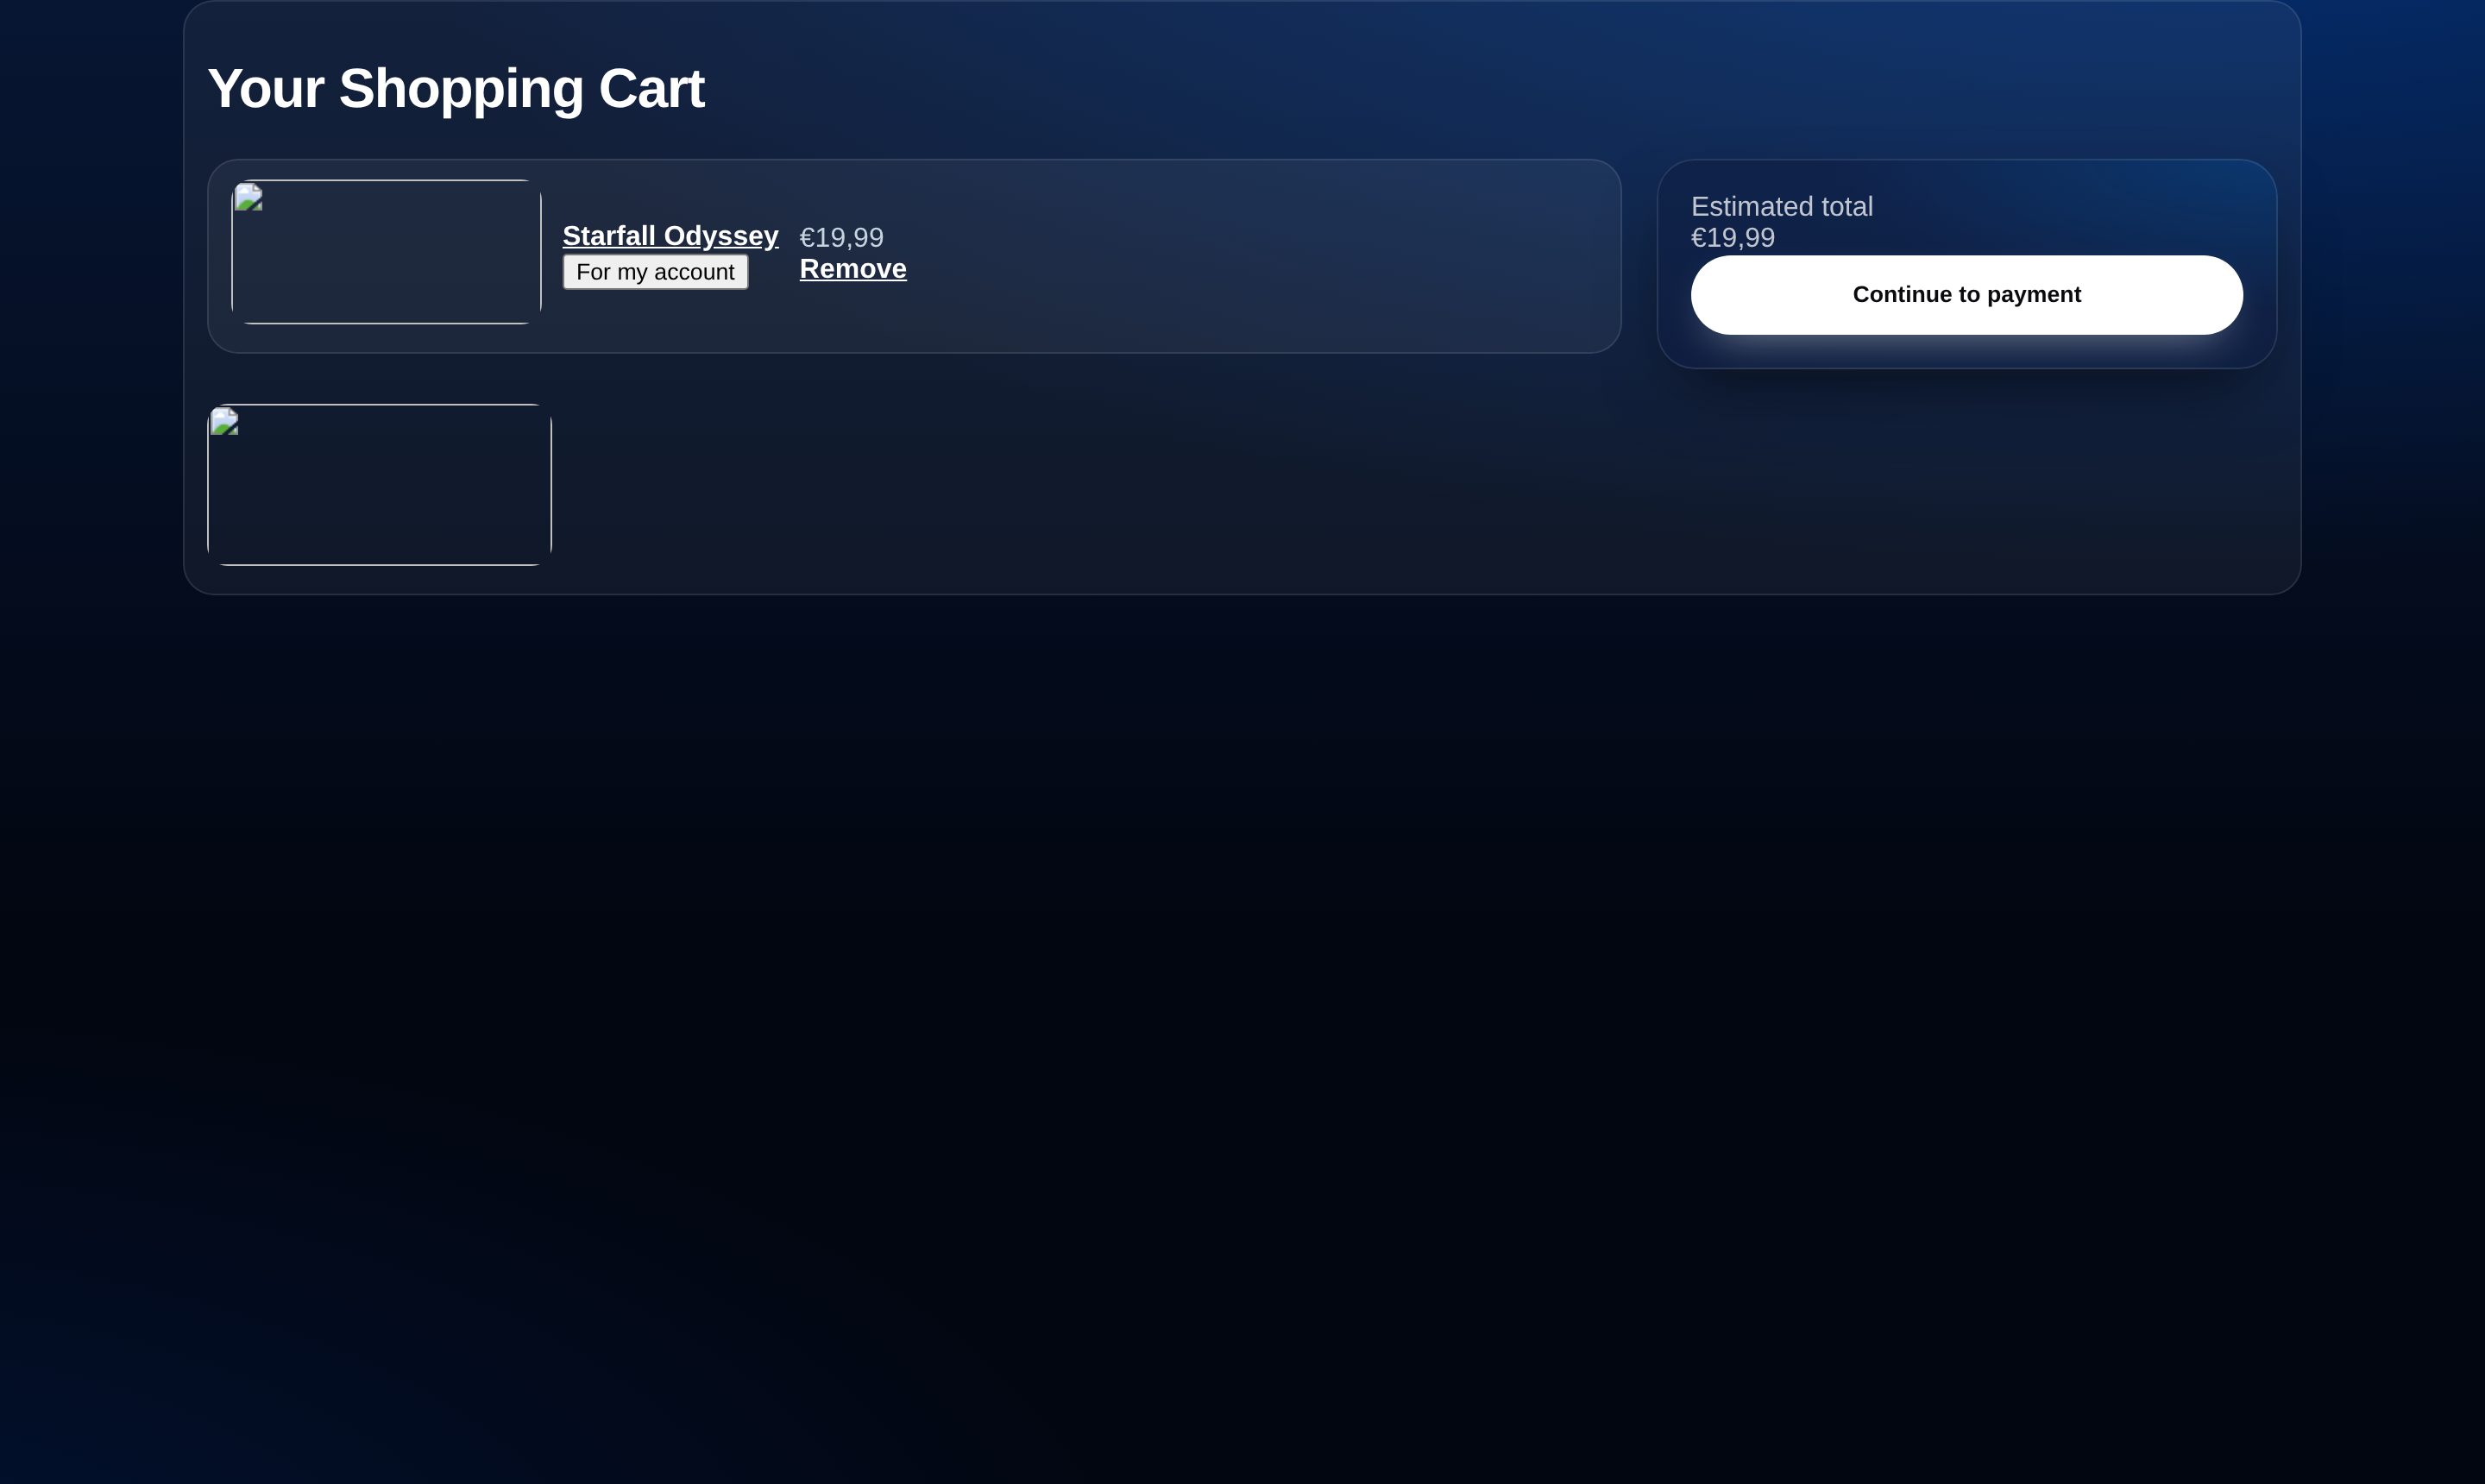 Your Shopping Cart
Starfall Odyssey
For my account
€19,99
Remove
Estimated total
€19,99
Continue to payment